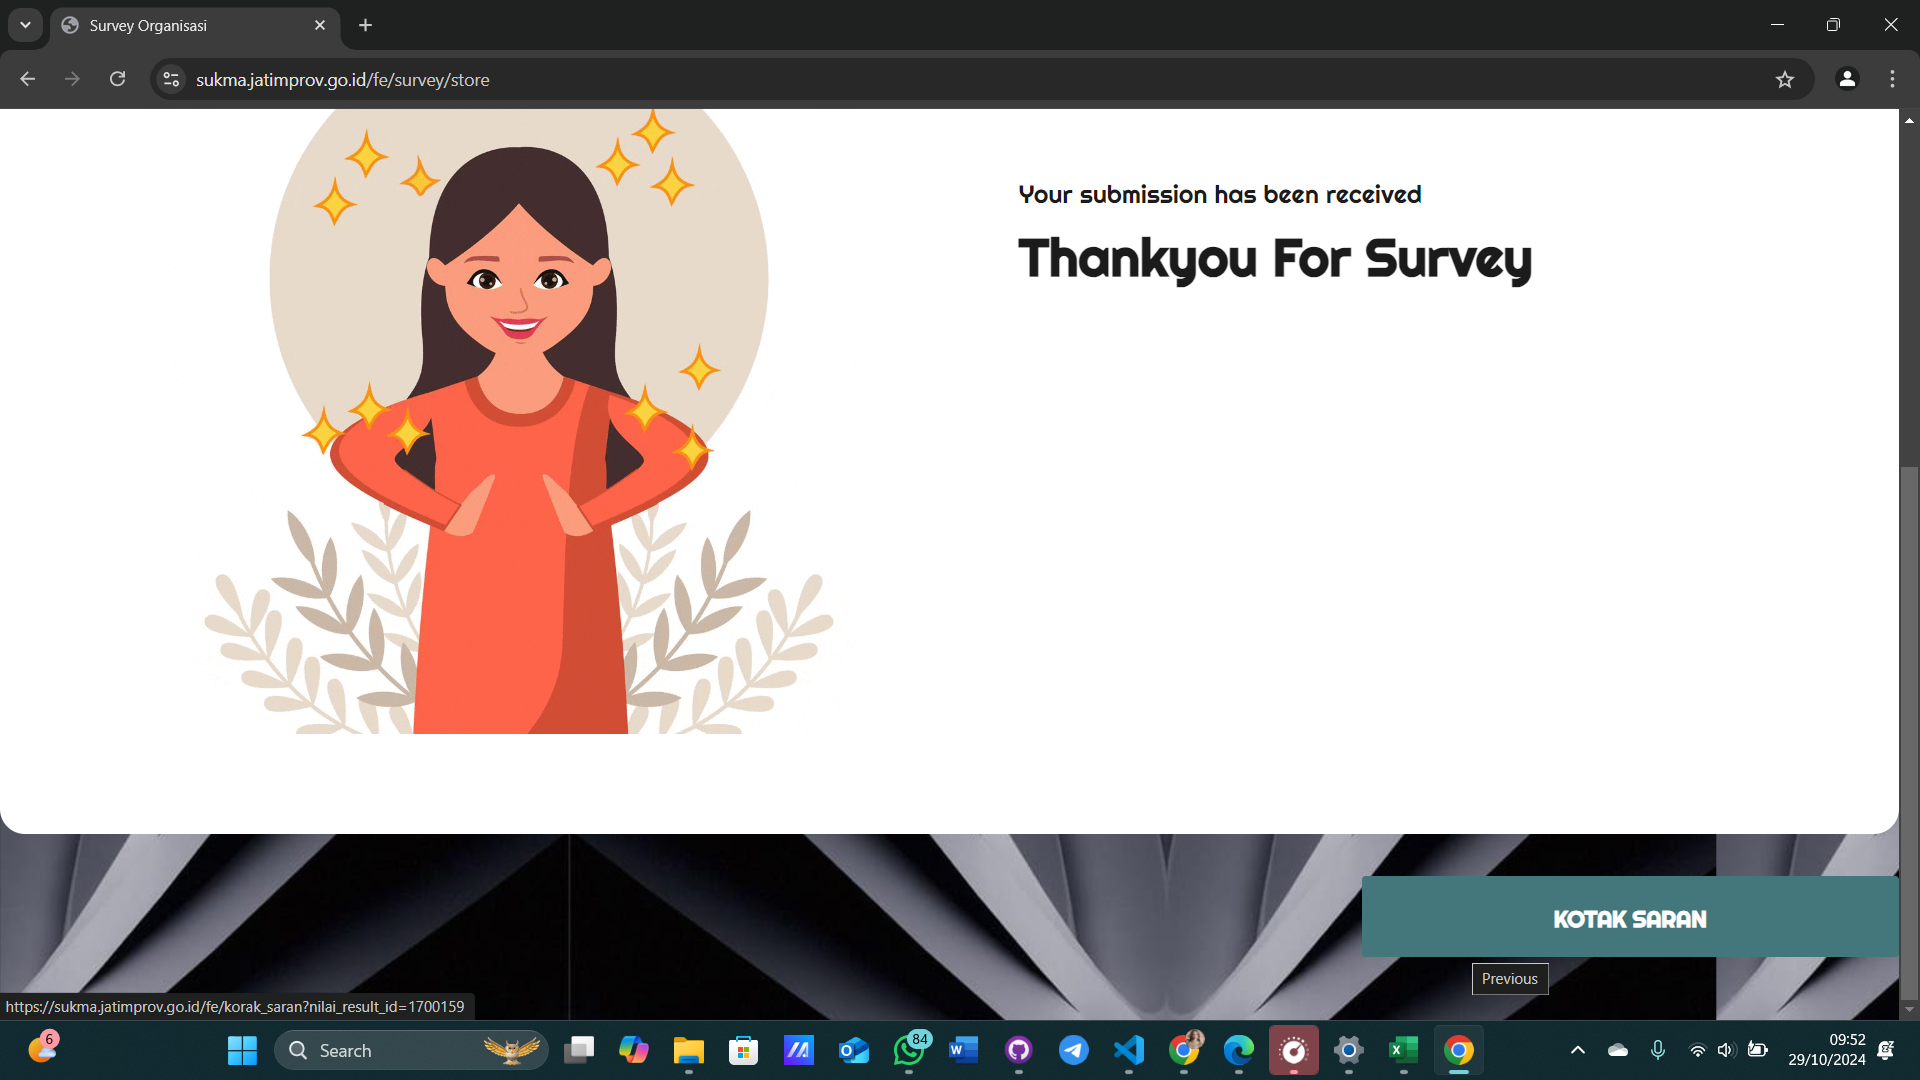 Survey Organisasi
sukma.jatimprov.go.id/fe/survey/store
Your submission has been received
Thankyou For Survey
KOTAK SARAN
Previous
https://sukma.jatimprov.go.id/fe/korak_saran?nilai_result_id=1700159
6
Search
84
09:52
29/10/2024